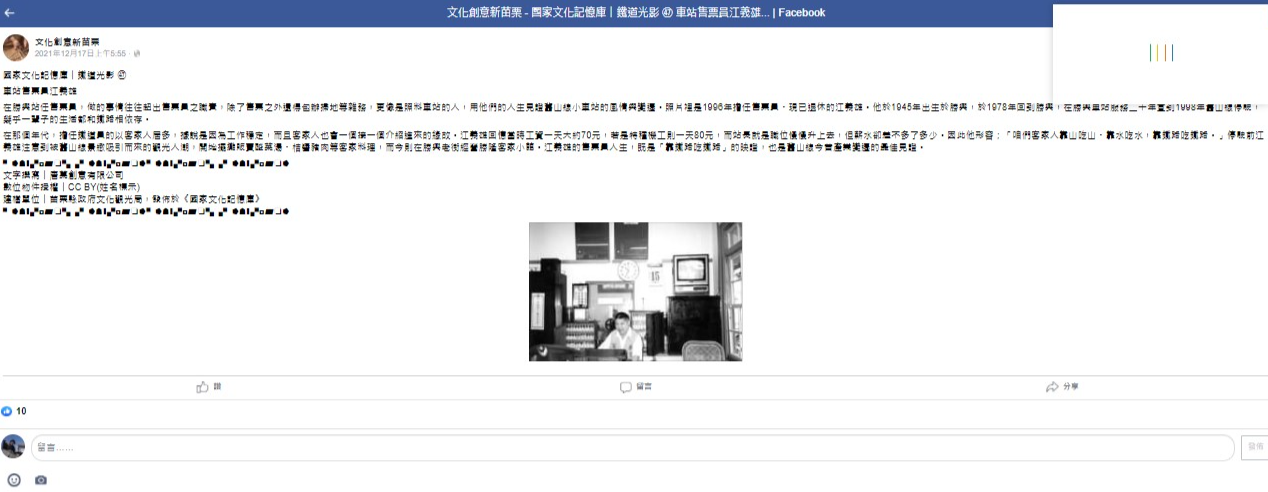 文化創意新苗栗 - 國家文化記憶庫｜鐵道光影 ㊼ 車站售票員江義雄... | Facebook
文化創意新苗栗
2021年12月17日上午5:55
國家文化記憶庫｜鐵道光影 ㊼
車站售票員江義雄
在勝興站任售票員，做的事情往往超出售票員之職責，除了售票之外還得包辦掃地等雜務，更像是照料車站的人，用他們的人生見證舊山線小車站的風情與變遷。照片裡是1996年擔任售票員、現已退休的江義雄。他於1945年出生於勝興，於1978年回到勝興，在勝興車站服務二十年直到1998年舊山線停駛，
幾乎一輩子的生活都和鐵路相依存。
在那個年代，擔任鐵道員的以客家人居多，據說是因為工作穩定，而且客家人也會一個接一個介紹進來的緣故。江義雄回憶當時工資一天大約70元，若是特種技工則一天80元，而站長就是職位慢慢升上去，但薪水卻差不多了多少。因此他形容：「咱們客家人靠山吃山、靠水吃水，靠鐵路吃鐵路。」停駛前江
義雄注意到被舊山線景緻吸引而來的觀光人潮，開始擺攤販賣酸菜湯、梧醬豬肉等客家料理，而今則在勝興老街經營勝隆客家小館。江義雄的售票員人生，既是「靠鐵路吃鐵路」的映證，也是舊山線今昔產業變遷的最佳見證。
文字撰寫｜唐葉創意有限公司
數位物件授權｜CC BY(姓名標示)
建檔單位｜苗栗縣政府文化觀光局，發佈於《國家文化記憶庫》
15
讚
留言
分享
10
留言……
發佈